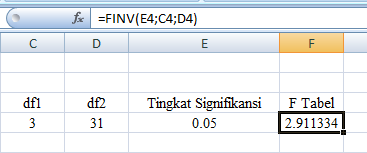 fx =FINV(E4;C4;D4)
C D E F
df1 df2 Tingkat Signifikansi F Tabel
3 31 0.05 2.911334